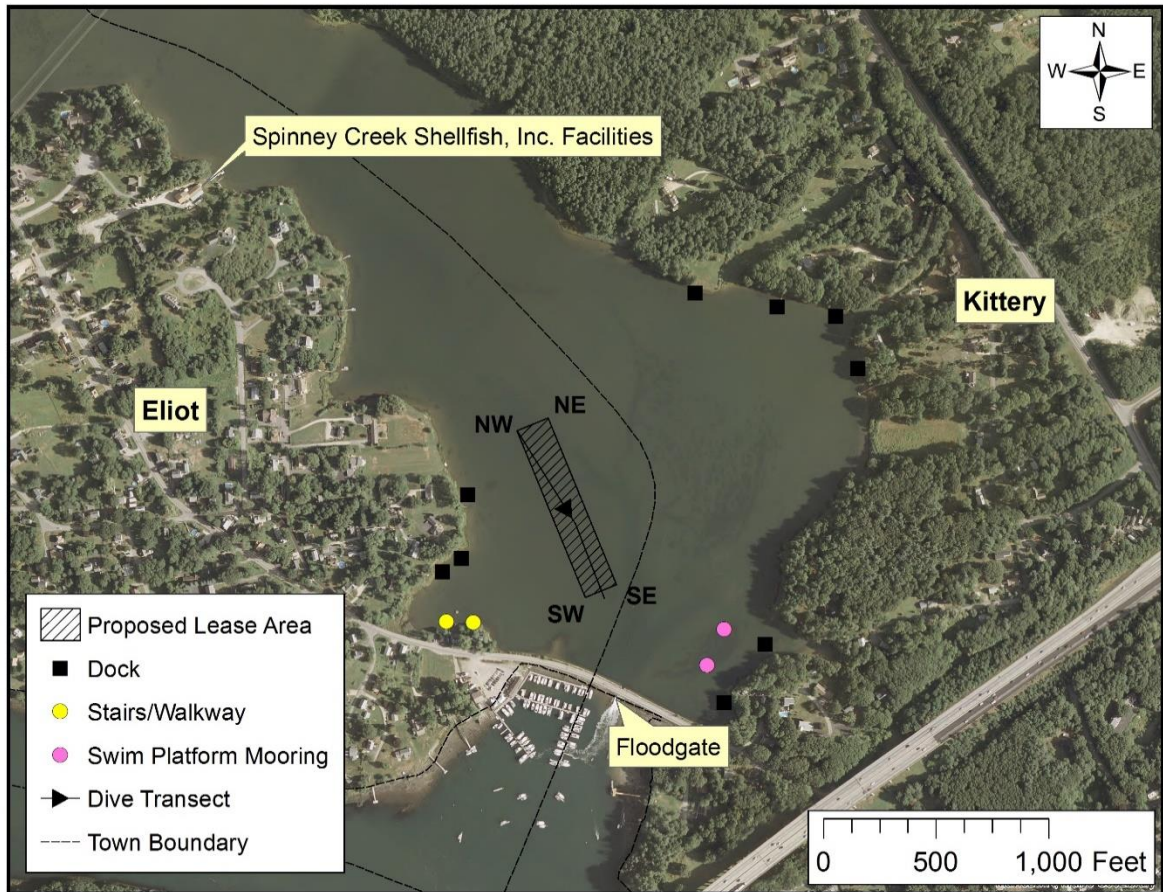 N
W E
S
Spinney Creek Shellfish, Inc. Facilities
Kittery
Eliot
NE
NW
SE
SW
Floodgate
Proposed Lease Area
Dock
Stairs/Walkway
Swim Platform Mooring
Dive Transect
Town Boundary
0 500 1,000 Feet